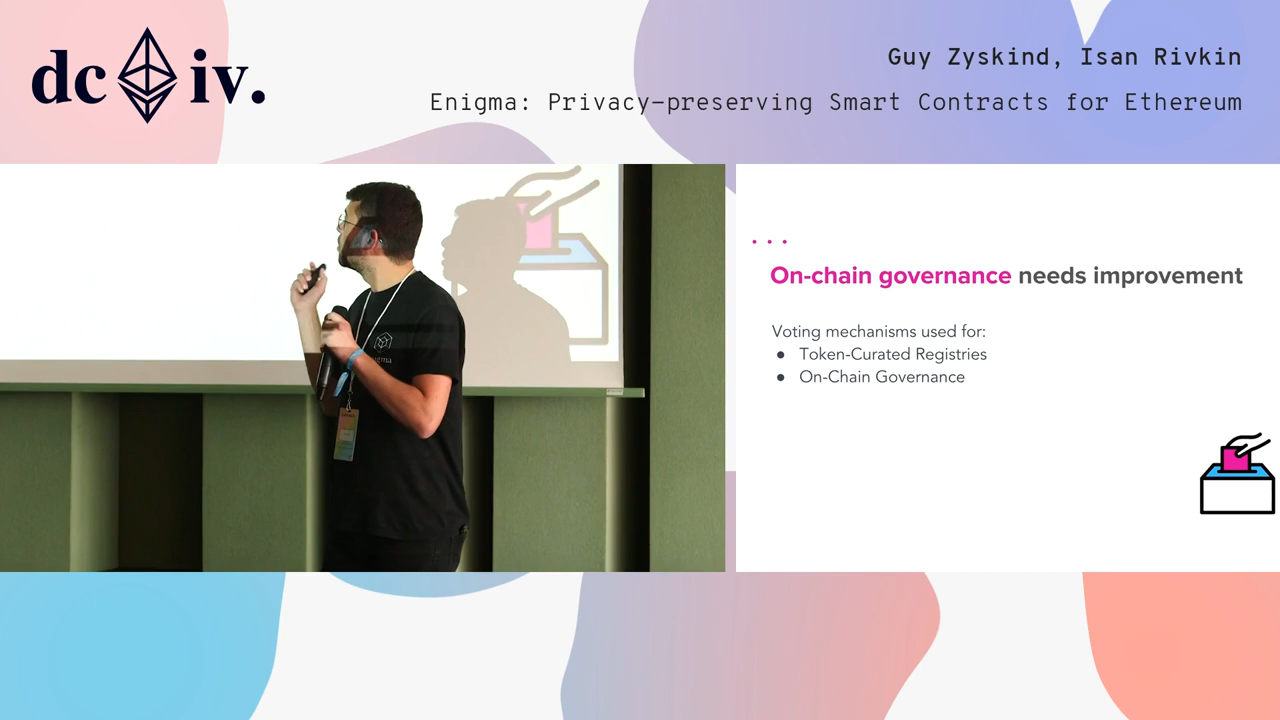 dc iv.
Guy Zyskind, Isan Rivkin
Enigma: Privacy-preserving Smart Contracts for Ethereum
. . .
On-chain governance needs improvement
Voting mechanisms used for:
● Token-Curated Registries
● On-Chain Governance